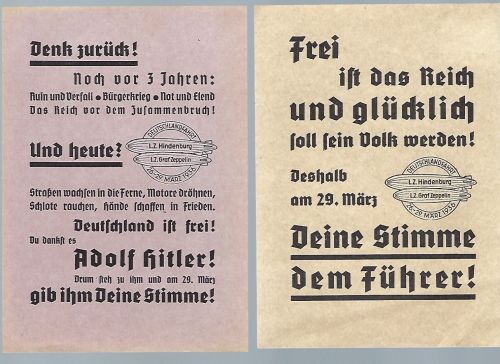 Denk zurück!
Noch vor 3 Jahren:
Ruin und Verfall • Bürgerkrieg • Not und Elend
Das Reich vor dem Zusammenbruch!
Und heute?
DEUTSCHLANDFAHRT
L.Z. Hindenburg
L.Z. Graf Zeppelin
26-29. MÄRZ 1936
Straßen wachsen in die Ferne, Motore dröhnen,
Schlote rauchen, Hände schaffen in Frieden.
Deutschland ist frei!
Du dankst es
Adolf Hitler!
Drum steh zu ihm und am 29. März
gib ihm Deine Stimme!
Frei
ist das Reich
und glücklich
soll sein Volk werden!
Deshalb
am 29. März
DEUTSCHLANDFAHRT
L.Z. Hindenburg
L.Z. Graf Zeppelin
26-29. MÄRZ 1936
Deine Stimme
dem Führer!